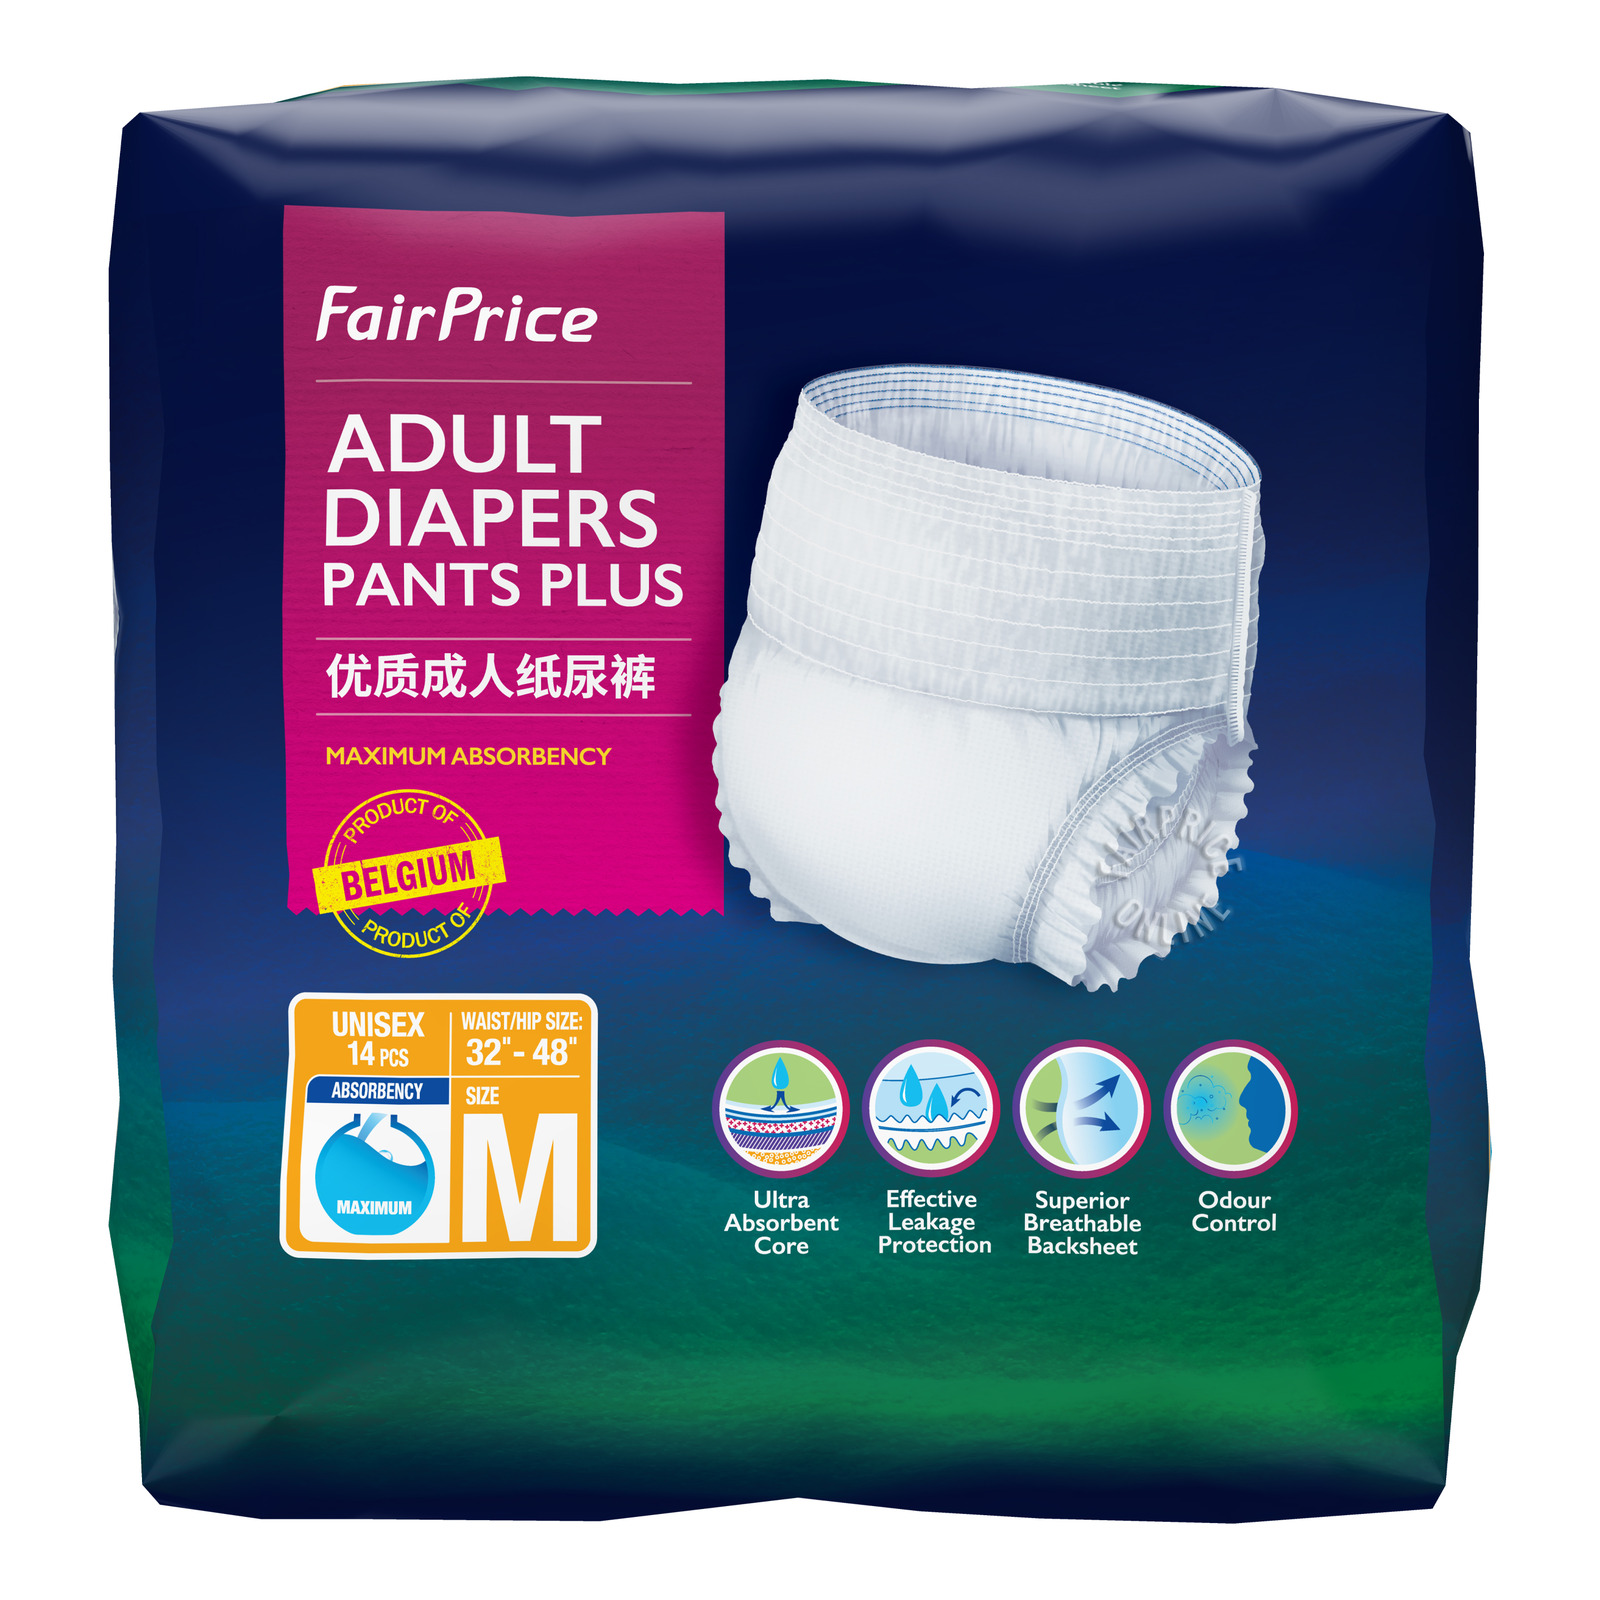 FairPrice
ADULT
DIAPERS
PANTS PLUS
优质成人纸尿裤
MAXIMUM ABSORBENCY
PRODUCT OF
BELGIUM
PRODUCT OF
UNISEX
14 PCS
WAIST/HIP SIZE:
32" - 48"
ABSORBENCY
MAXIMUM
SIZE
M
FAIRPRICE
ONLINE
Ultra
Absorbent
Core
Effective
Leakage
Protection
Superior
Breathable
Backsheet
Odour
Control